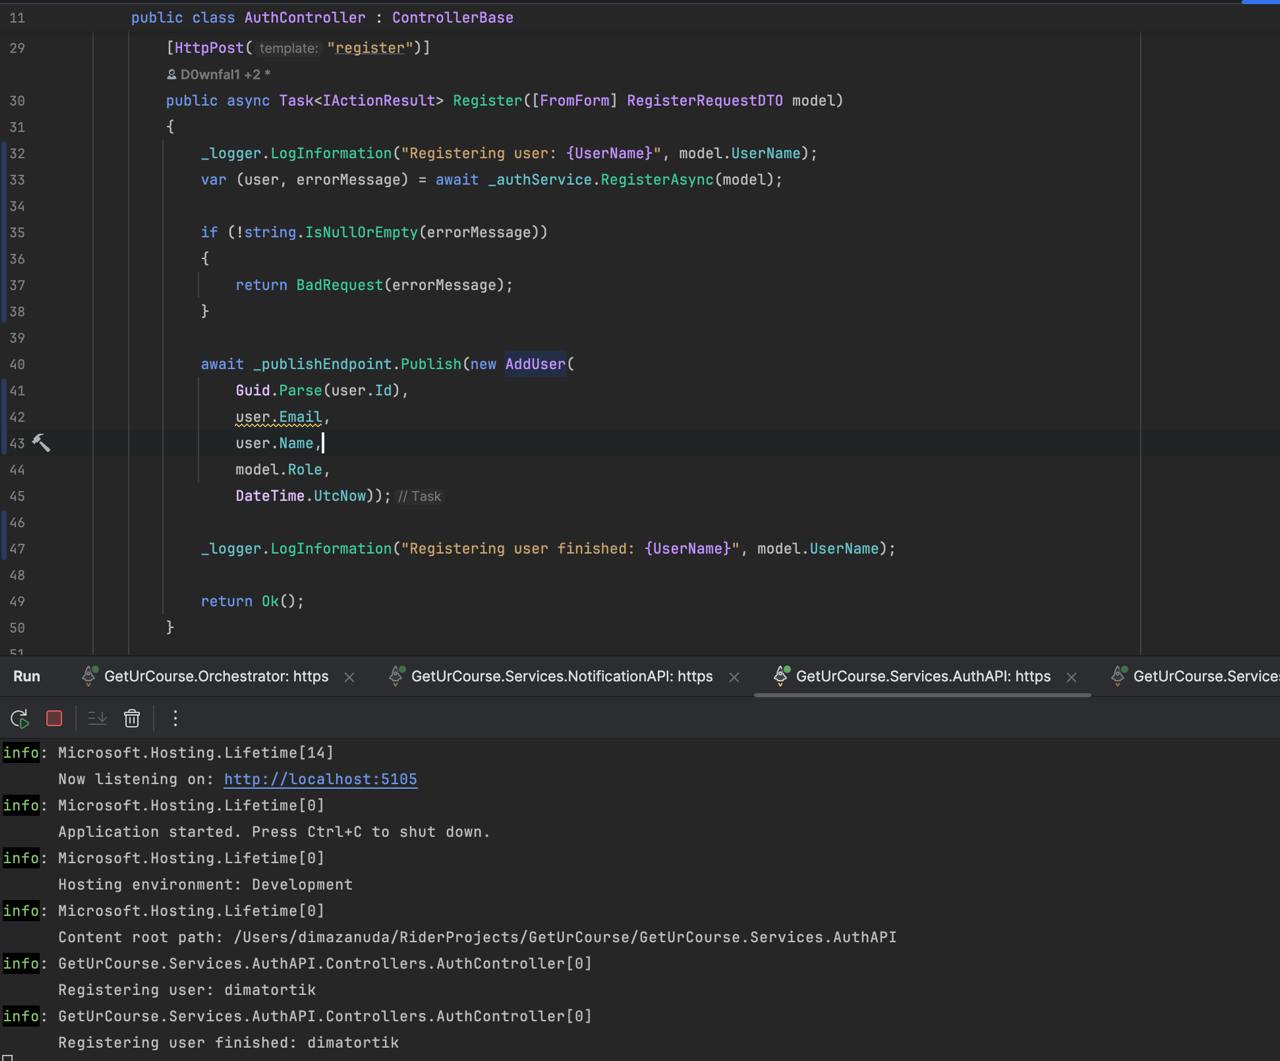 11 public class AuthController : ControllerBase
29 [HttpPost( template: "register")]
D0wnfal1 +2 *
30 public async Task<IActionResult> Register([FromForm] RegisterRequestDTO model)
31 {
32 _logger.LogInformation("Registering user: {UserName}", model.UserName);
33 var (user, errorMessage) = await _authService.RegisterAsync(model);
34
35 if (!string.IsNullOrEmpty(errorMessage))
36 {
37 return BadRequest(errorMessage);
38 }
39
40 await _publishEndpoint.Publish(new AddUser(
41 Guid.Parse(user.Id),
42 user.Email,
43 user.Name,
44 model.Role,
45 DateTime.UtcNow)); // Task
46
47 _logger.LogInformation("Registering user finished: {UserName}", model.UserName);
48
49 return Ok();
50 }
51
Run GetUrCourse.Orchestrator: https GetUrCourse.Services.NotificationAPI: https GetUrCourse.Services.AuthAPI: https GetUrCourse.Services
info: Microsoft.Hosting.Lifetime[14]
Now listening on: http://localhost:5105
info: Microsoft.Hosting.Lifetime[0]
Application started. Press Ctrl+C to shut down.
info: Microsoft.Hosting.Lifetime[0]
Hosting environment: Development
info: Microsoft.Hosting.Lifetime[0]
Content root path: /Users/dimazanuda/RiderProjects/GetUrCourse/GetUrCourse.Services.AuthAPI
info: GetUrCourse.Services.AuthAPI.Controllers.AuthController[0]
Registering user: dimatortik
info: GetUrCourse.Services.AuthAPI.Controllers.AuthController[0]
Registering user finished: dimatortik